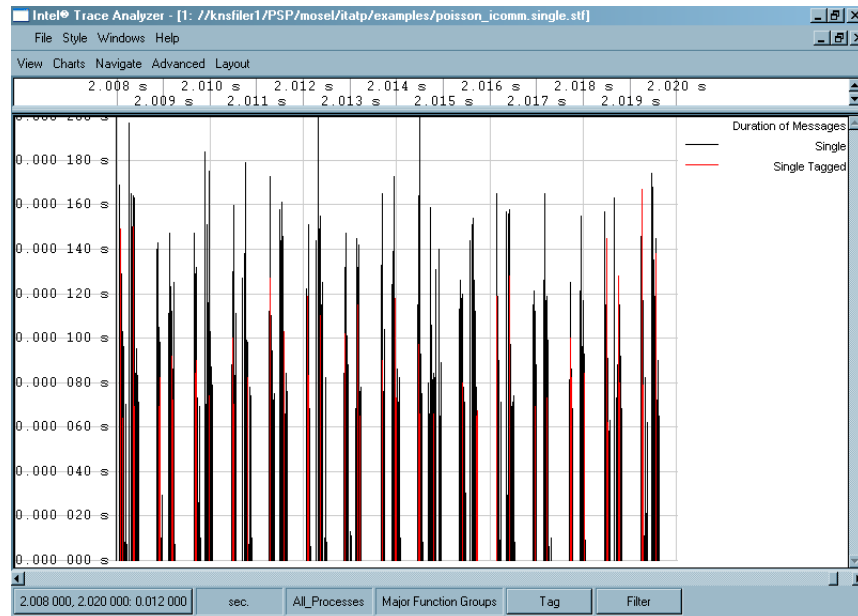 Intel® Trace Analyzer - [1: //knsfiler1/PSP/mosel/itatp/examples/poisson_icomm.single.stf]
File Style Windows Help
View Charts Navigate Advanced Layout
2.008 s 2.010 s 2.012 s 2.014 s 2.016 s 2.018 s 2.020 s
2.009 s 2.011 s 2.013 s 2.015 s 2.017 s 2.019 s
0.000 200 s
Duration of Messages
Single
0.000 180 s
Single Tagged
0.000 160 s
0.000 140 s
0.000 120 s
0.000 100 s
0.000 080 s
0.000 060 s
0.000 040 s
0.000 020 s
0.000 000 s
2.008 000, 2.020 000: 0.012 000 sec. All_Processes Major Function Groups Tag Filter